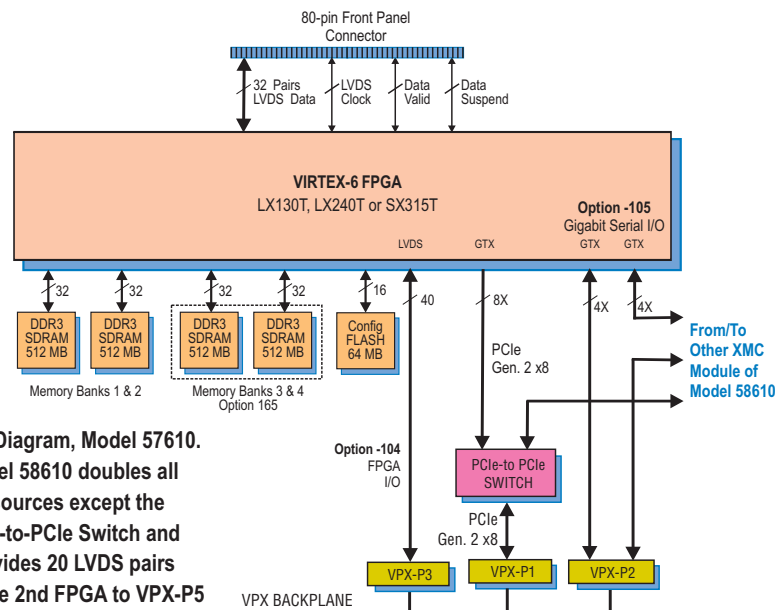 80-pin Front Panel
Connector
32 Pairs
LVDS Data
LVDS
Clock
Data
Valid
Data
Suspend
VIRTEX-6 FPGA
LX130T, LX240T or SX315T
Option -105
Gigabit Serial I/O
LVDS
GTX
GTX
GTX
32
32
32
32
16
40
8X
4X
4X
DDR3
SDRAM
512 MB
DDR3
SDRAM
512 MB
DDR3
SDRAM
512 MB
DDR3
SDRAM
512 MB
Config
FLASH
64 MB
Memory Banks 1 & 2
Memory Banks 3 & 4
Option 165
PCIe
Gen. 2 x8
From/To
Other XMC
Module of
Model 58610
Diagram, Model 57610.
el 58610 doubles all
ources except the
-to-PCIe Switch and
vides 20 LVDS pairs
e 2nd FPGA to VPX-P5
Option -104
FPGA
I/O
PCIe-to PCIe
SWITCH
PCIe
Gen. 2 x8
VPX-P3
VPX-P1
VPX-P2
VPX BACKPLANE